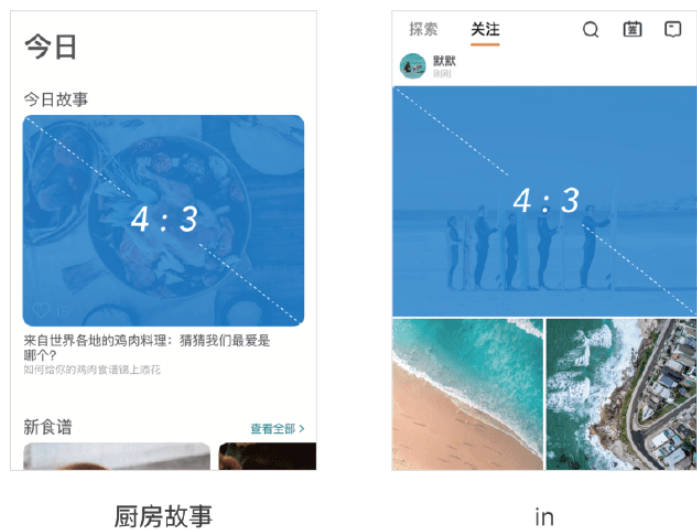 今日
今日故事
4 : 3
15
来自世界各地的鸡肉料理：猜猜我们最爱是
哪个?
如何给你的鸡肉食谱锦上添花
新食谱
查看全部 >
厨房故事
探索
关注
默默
刚刚
4 : 3
in